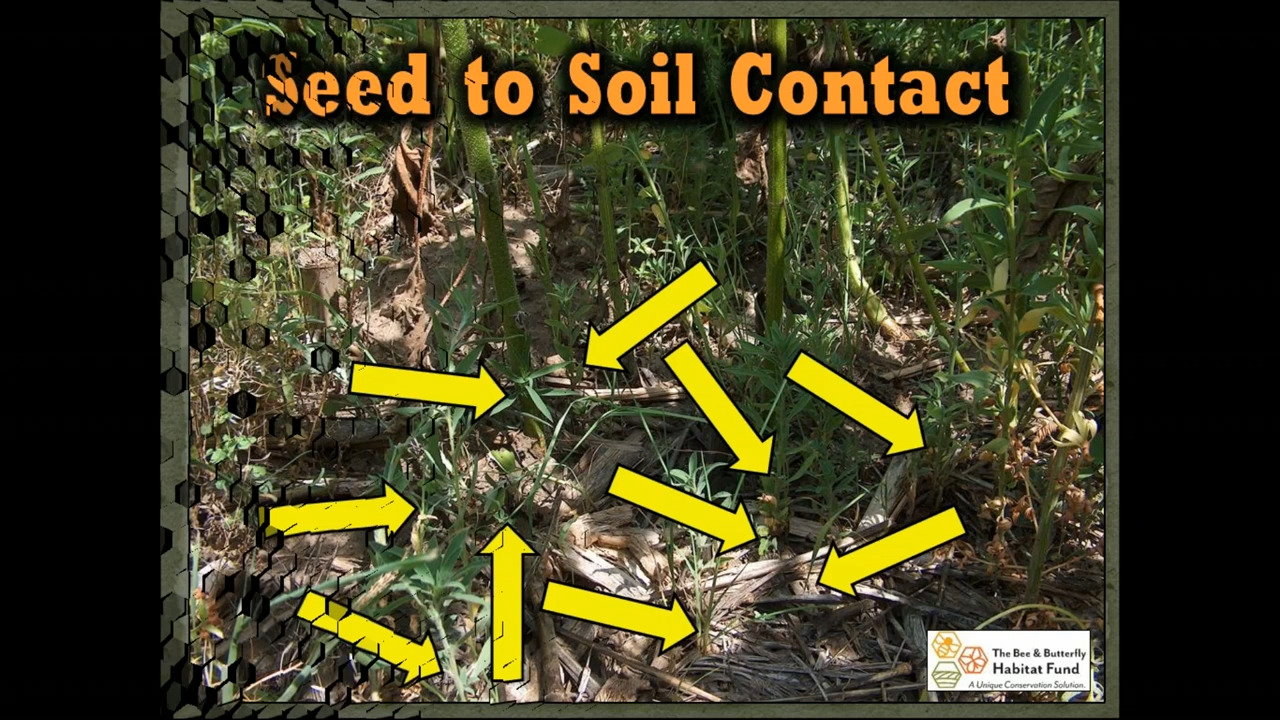 Seed to Soil Contact
The Bee & Butterfly
Habitat Fund
A Unique Conservation Solution.